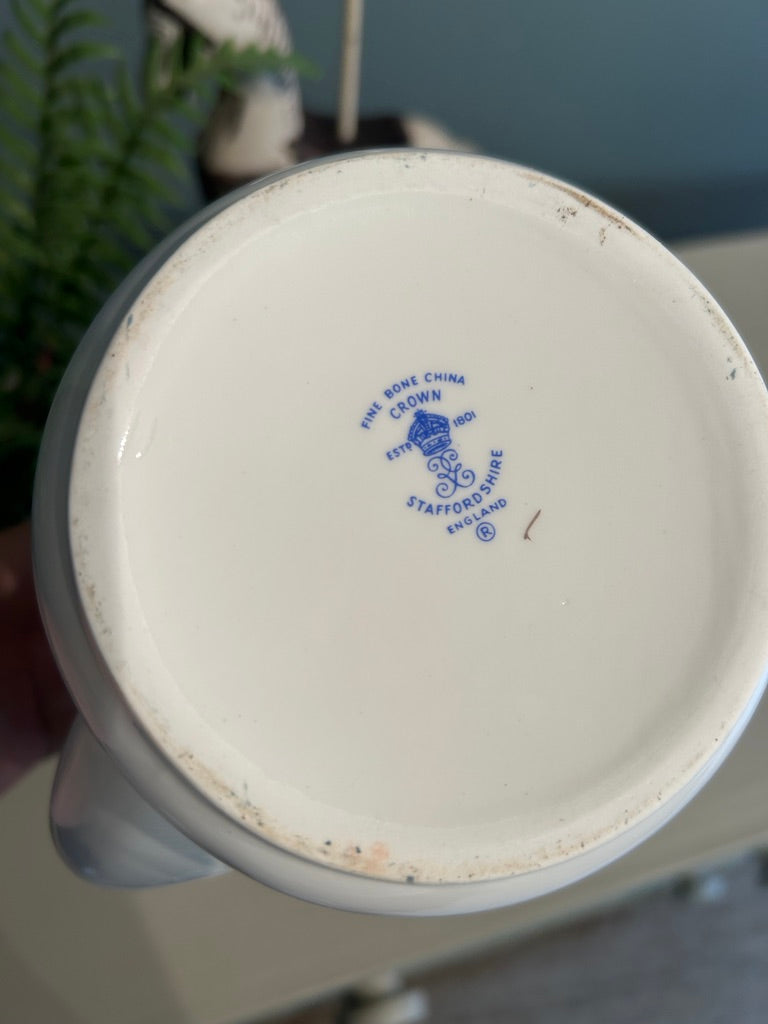 FINE BONE CHINA
CROWN
ESTD 1801
STAFFORDSHIRE
ENGLAND
®